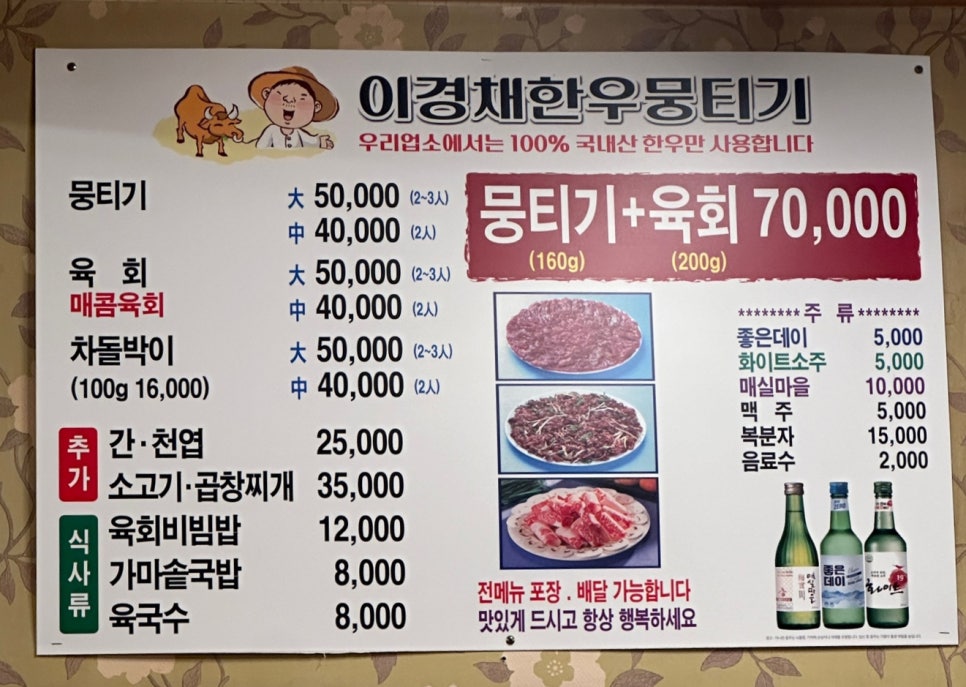 이경채한우뭉티기
우리업소에서는 100% 국내산 한우만 사용합니다
뭉티기 大 50,000 (2~3人)
中 40,000 (2人)
육 회 大 50,000 (2~3人)
매콤육회 中 40,000 (2人)
차돌박이 大 50,000 (2~3人)
(100g 16,000) 中 40,000 (2人)
추가
간·천엽 25,000
소고기·곱창찌개 35,000
식사류
육회비빔밥 12,000
가마솥국밥 8,000
육국수 8,000
뭉티기+육회 70,000
(160g) (200g)
*********주 류********
좋은데이 5,000
화이트소주 5,000
매실마을 10,000
맥 주 5,000
복분자 15,000
음료수 2,000
전메뉴 포장 . 배달 가능합니다
맛있게 드시고 항상 행복하세요
매실마을
좋은
데이
화이트